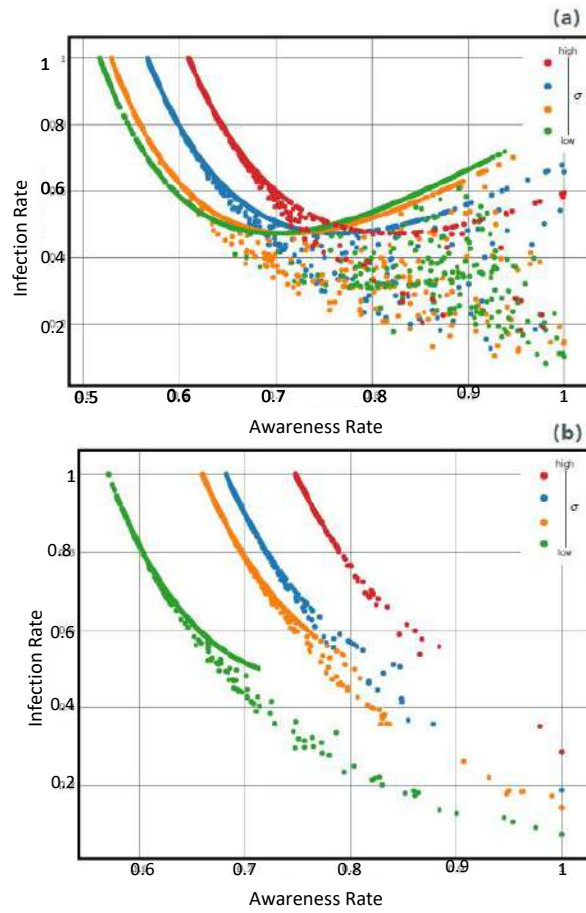 (a)
high
σ
low
1
0.8
0.6
0.4
0.2
Infection Rate
0.5
0.6
0.7
0.8
0.9
1
Awareness Rate
(b)
high
σ
low
1
0.8
0.6
0.4
0.2
Infection Rate
0.6
0.7
0.8
0.9
1
Awareness Rate